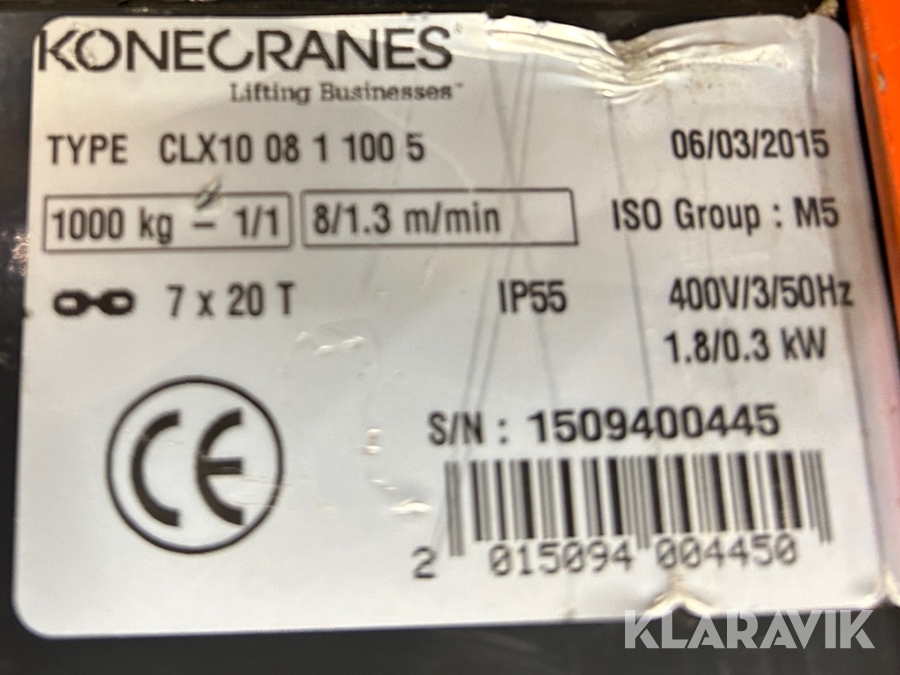 KONECRANES
Lifting Businesses™
TYPE CLX10 08 1 100 5 06/03/2015
1000 kg – 1/1 8/1.3 m/min ISO Group : M5
7 x 20 T IP55 400V/3/50Hz
1.8/0.3 kW
S/N : 1509400445
CE
2 015094 004450
KLARAVIK